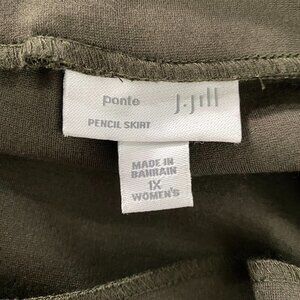 ponte J.Jill
PENCIL SKIRT
MADE IN
BAHRAIN
1X
WOMEN'S